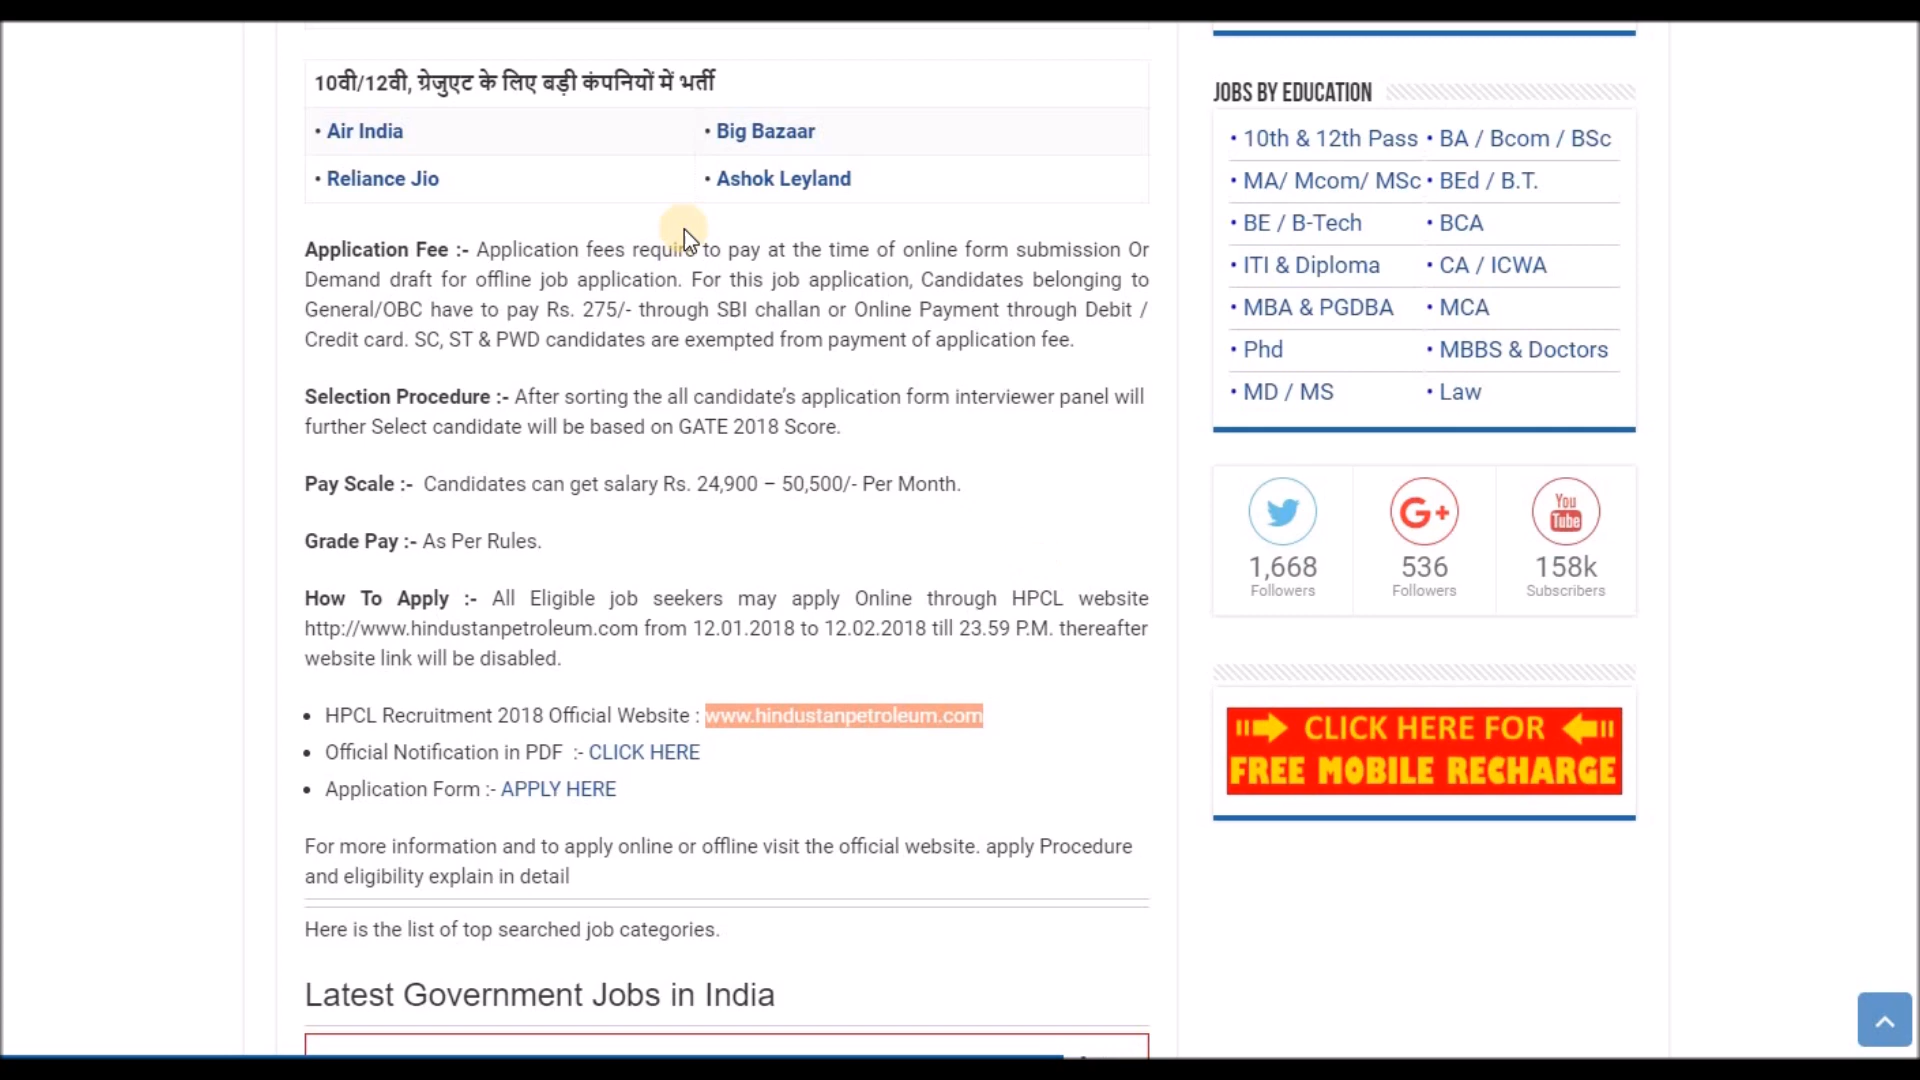 10वी/12वी, ग्रेजुएट के लिए बड़ी कंपनियों में भर्ती
• Air India • Big Bazaar
• Reliance Jio • Ashok Leyland
Application Fee :- Application fees require to pay at the time of online form submission Or
Demand draft for offline job application. For this job application, Candidates belonging to
General/OBC have to pay Rs. 275/- through SBI challan or Online Payment through Debit /
Credit card. SC, ST & PWD candidates are exempted from payment of application fee.
Selection Procedure :- After sorting the all candidate's application form interviewer panel will
further Select candidate will be based on GATE 2018 Score.
Pay Scale :- Candidates can get salary Rs. 24,900 – 50,500/- Per Month.
Grade Pay :- As Per Rules.
How To Apply :- All Eligible job seekers may apply Online through HPCL website
http://www.hindustanpetroleum.com from 12.01.2018 to 12.02.2018 till 23.59 P.M. thereafter
website link will be disabled.
• HPCL Recruitment 2018 Official Website : www.hindustanpetroleum.com
• Official Notification in PDF :- CLICK HERE
• Application Form :- APPLY HERE
For more information and to apply online or offline visit the official website. apply Procedure
and eligibility explain in detail
Here is the list of top searched job categories.
Latest Government Jobs in India
JOBS BY EDUCATION
• 10th & 12th Pass • BA / Bcom / BSc
• MA/ Mcom/ MSc • BEd / B.T.
• BE / B-Tech • BCA
• ITI & Diploma • CA / ICWA
• MBA & PGDBA • MCA
• Phd • MBBS & Doctors
• MD / MS • Law
G+ You Tube
1,668 536 158k
Followers Followers Subscribers
CLICK HERE FOR
FREE MOBILE RECHARGE